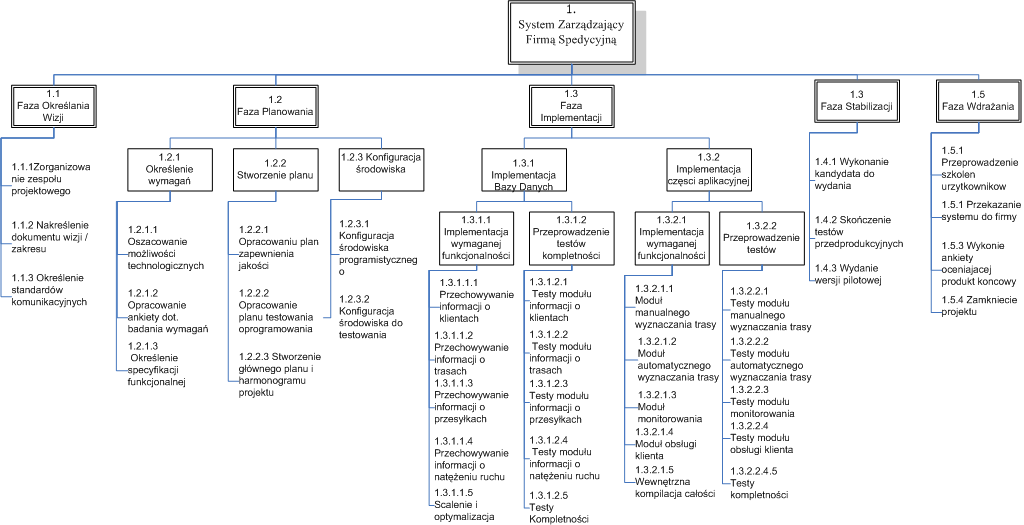 1.
System Zarządzający
Firmą Spedycyjną
1.1
Faza Określania
Wizji
1.1.1Zorganizowa
nie zespołu
projektowego
1.1.2 Nakreślenie
dokumentu wizji /
zakresu
1.1.3 Określenie
standardów
komunikacyjnych
1.2
Faza Planowania
1.2.1
Określenie
wymagań
1.2.1.1
Oszacowanie
możliwości
technologicznych
1.2.1.2
Opracowanie
ankiety dot.
badania wymagań
1.2.1.3
Określenie
specyfikacji
funkcjonalnej
1.2.2
Stworzenie planu
1.2.2.1
Opracowaniu plan
zapewnienia
jakości
1.2.2.2
Opracowanie
planu testowania
oprogramowania
1.2.2.3 Stworzenie
głównego planu i
harmonogramu
projektu
1.2.3 Konfiguracja
środowiska
1.2.3.1
Konfiguracja
środowiska
programistyczneg
o
1.2.3.2
Konfiguracja
środowiska do
testowania
1.3
Faza
Implementacji
1.3.1
Implementacja
Bazy Danych
1.3.1.1
Implementacja
wymaganej
funkcjonalności
1.3.1.1.1
Przechowywanie
informacji o
klientach
1.3.1.1.2
Przechowywanie
informacji o
trasach
1.3.1.1.3
Przechowywanie
informacji o
przesyłkach
1.3.1.1.4
Przechowywanie
informacji o
natężeniu ruchu
1.3.1.1.5
Scalenie i
optymalizacja
1.3.1.2
Przeprowadzenie
testów
kompletności
1.3.1.2.1
Testy modułu
informacji o
klientach
1.3.1.2.2
Testy modułu
informacji o
trasach
1.3.1.2.3
Testy modułu
informacji o
przesyłkach
1.3.1.2.4
Testy modułu
informacji o
natężeniu ruchu
1.3.1.2.5
Testy
Kompletności
1.3.2
Implementacja
częsci aplikacyjnej
1.3.2.1
Implementacja
wymaganej
funkcjonalności
1.3.2.1.1
Moduł
manualnego
wyznaczania trasy
1.3.2.1.2
Moduł
automatycznego
wyznaczania trasy
1.3.2.1.3
Moduł
monitorowania
1.3.2.1.4
Moduł obsługi
klienta
1.3.2.1.5
Wewnętrzna
kompilacja całości
1.3.2.2
Przeprowadzenie
testów
1.3.2.2.1
Testy modułu
manualnego
wyznaczania trasy
1.3.2.2.2
Testy modułu
automatycznego
wyznaczania trasy
1.3.2.2.3
Testy modułu
monitorowania
1.3.2.2.4
Testy modułu
obsługi klienta
1.3.2.2.4.5
Testy
kompletności
1.3
Faza Stabilizacji
1.4.1 Wykonanie
kandydata do
wydania
1.4.2 Skończenie
testów
przedprodukcyjnych
1.4.3 Wydanie
wersji pilotowej
1.5
Faza Wdrażania
1.5.1
Przeprowadzenie
szkolen
urzytkownikow
1.5.1 Przekazanie
systemu do firmy
1.5.3 Wykonie
ankiety
oceniajacej
produkt koncowy
1.5.4 Zamkniecie
projektu